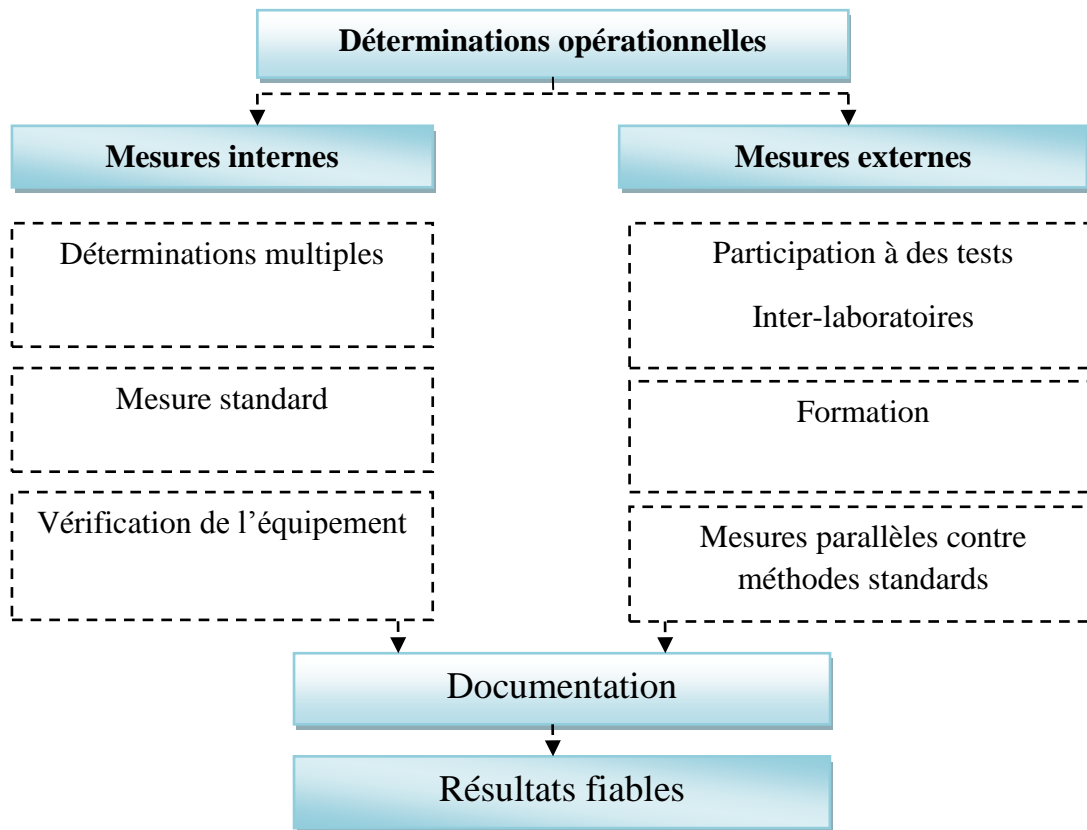 Déterminations opérationnelles
Mesures internes
Mesures externes
Déterminations multiples
Mesure standard
Vérification de l'équipement
Participation à des tests
Inter-laboratoires
Formation
Mesures parallèles contre
méthodes standards
Documentation
Résultats fiables